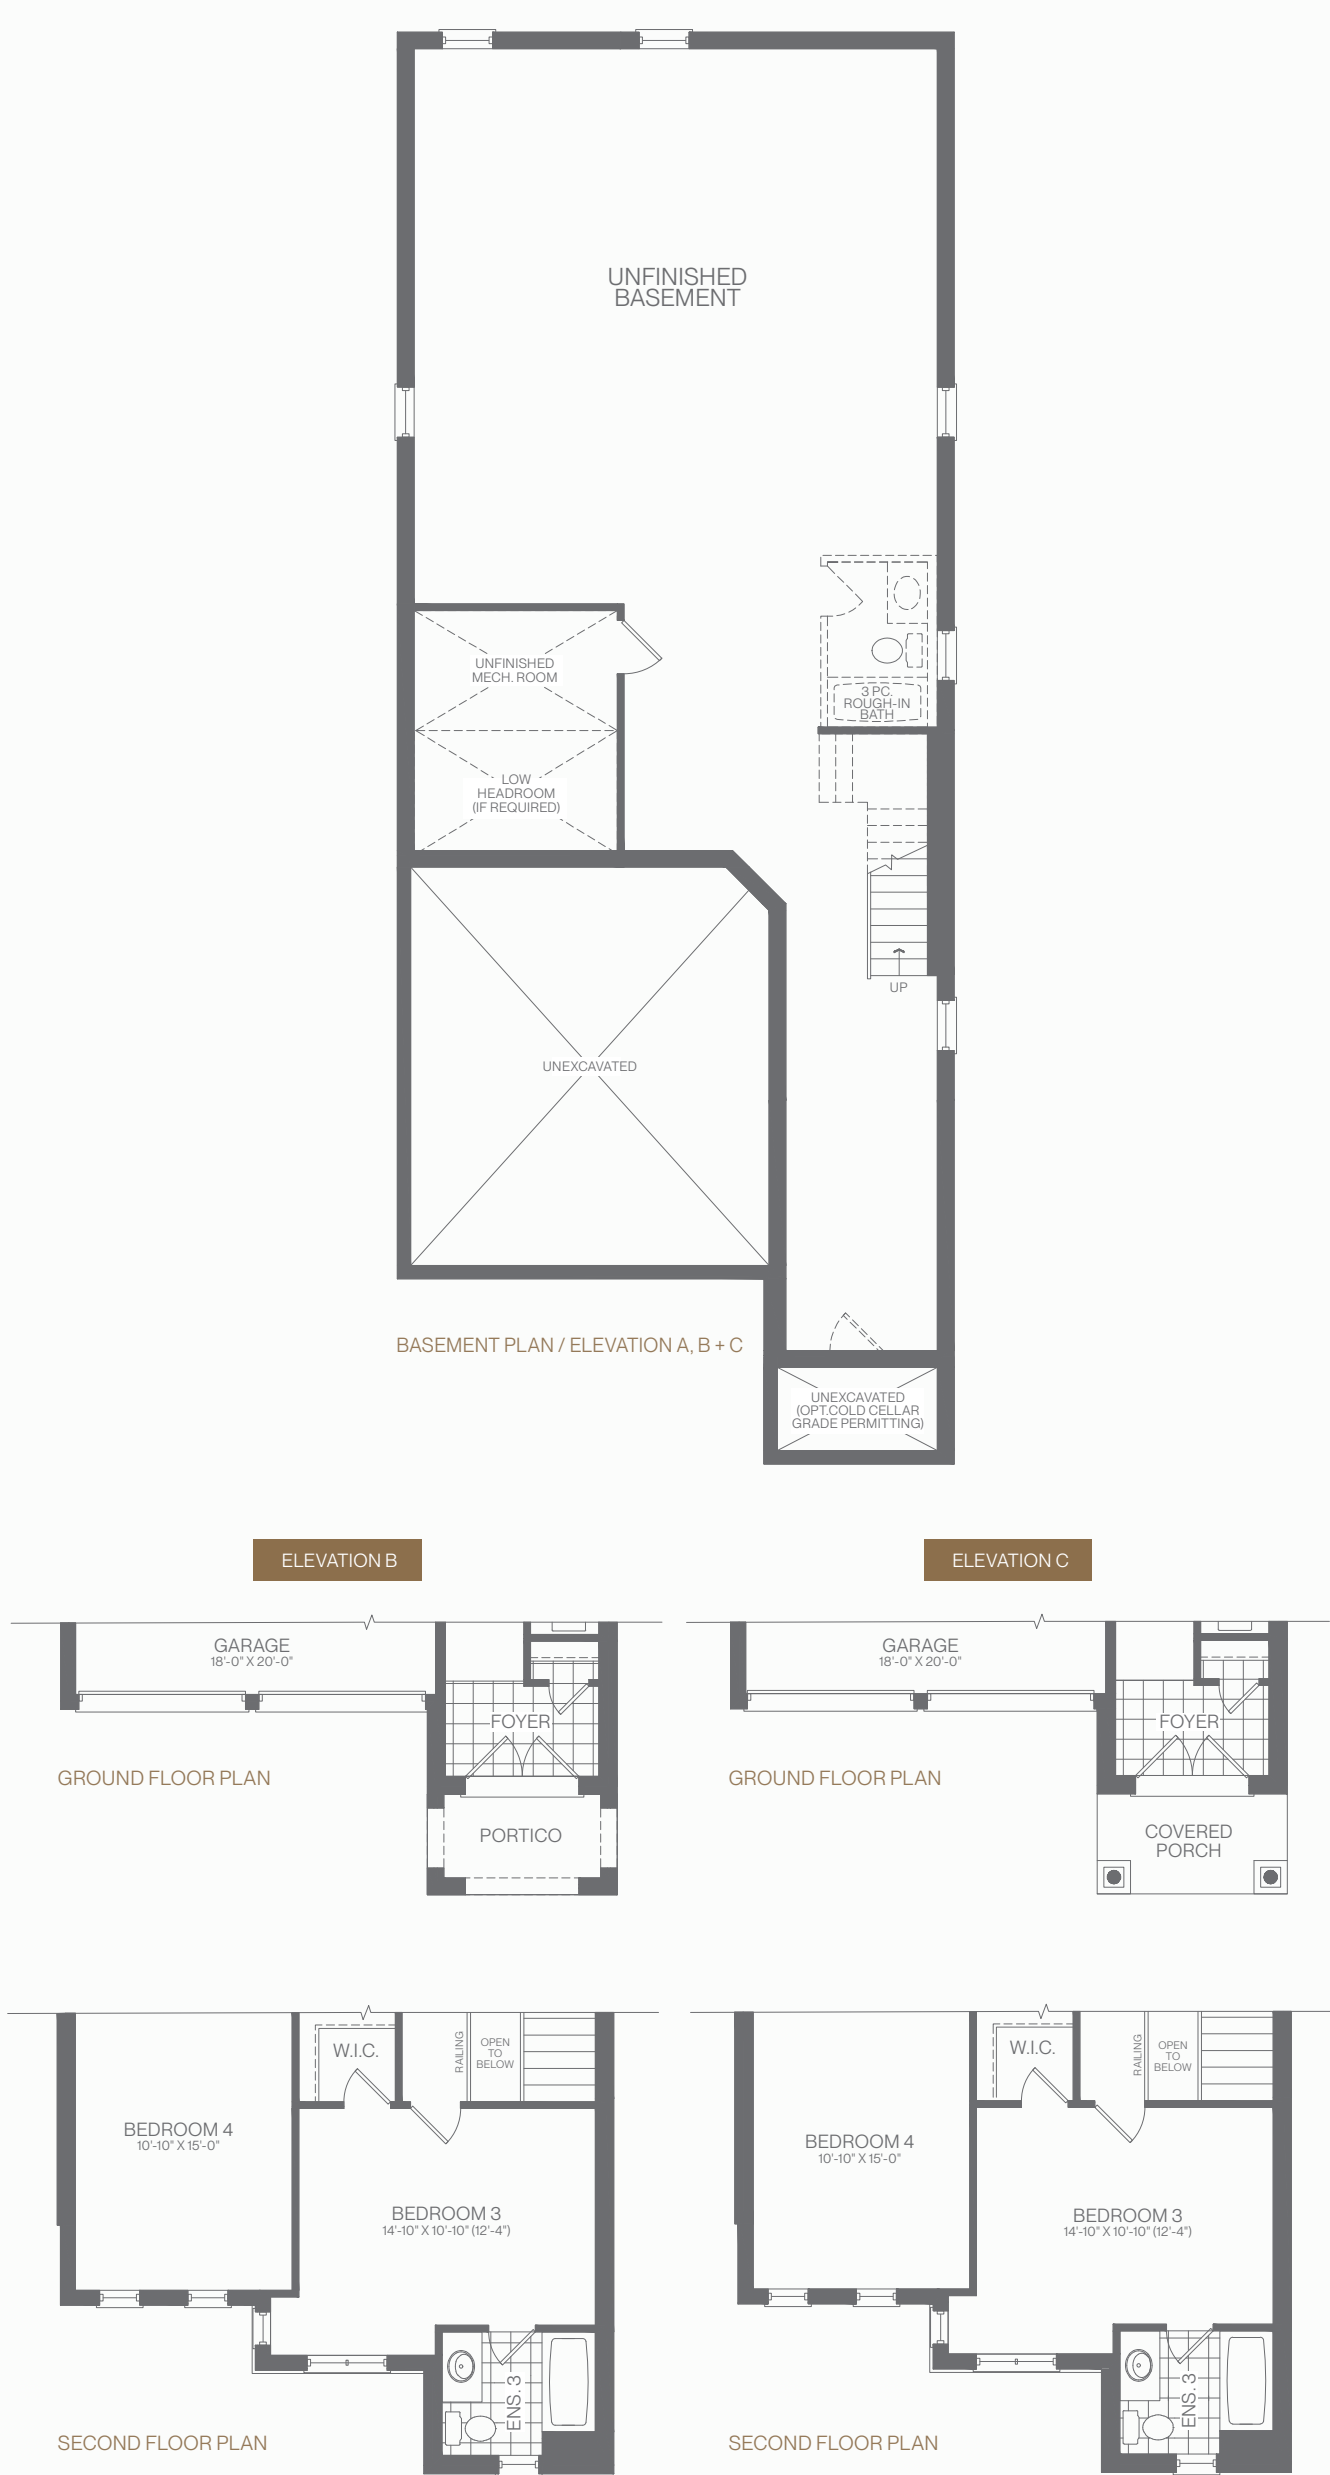 UNFINISHED
BASEMENT
UNFINISHED
MECH. ROOM
3 PC.
ROUGH-IN
BATH
LOW
HEADROOM
(IF REQUIRED)
UP
UNEXCAVATED
BASEMENT PLAN / ELEVATION A, B + C
UNEXCAVATED
(OPT.COLD CELLAR
GRADE PERMITTING)
ELEVATION B
GARAGE
18'-0" X 20'-0"
FOYER
GROUND FLOOR PLAN
PORTICO
W.I.C.
RAILING
OPEN
TO
BELOW
BEDROOM 4
10'-10" X 15'-0"
BEDROOM 3
14'-10" X 10'-10" (12'-4")
ENS. 3
SECOND FLOOR PLAN
ELEVATION C
GARAGE
18'-0" X 20'-0"
FOYER
GROUND FLOOR PLAN
COVERED
PORCH
W.I.C.
RAILING
OPEN
TO
BELOW
BEDROOM 4
10'-10" X 15'-0"
BEDROOM 3
14'-10" X 10'-10" (12'-4")
ENS. 3
SECOND FLOOR PLAN